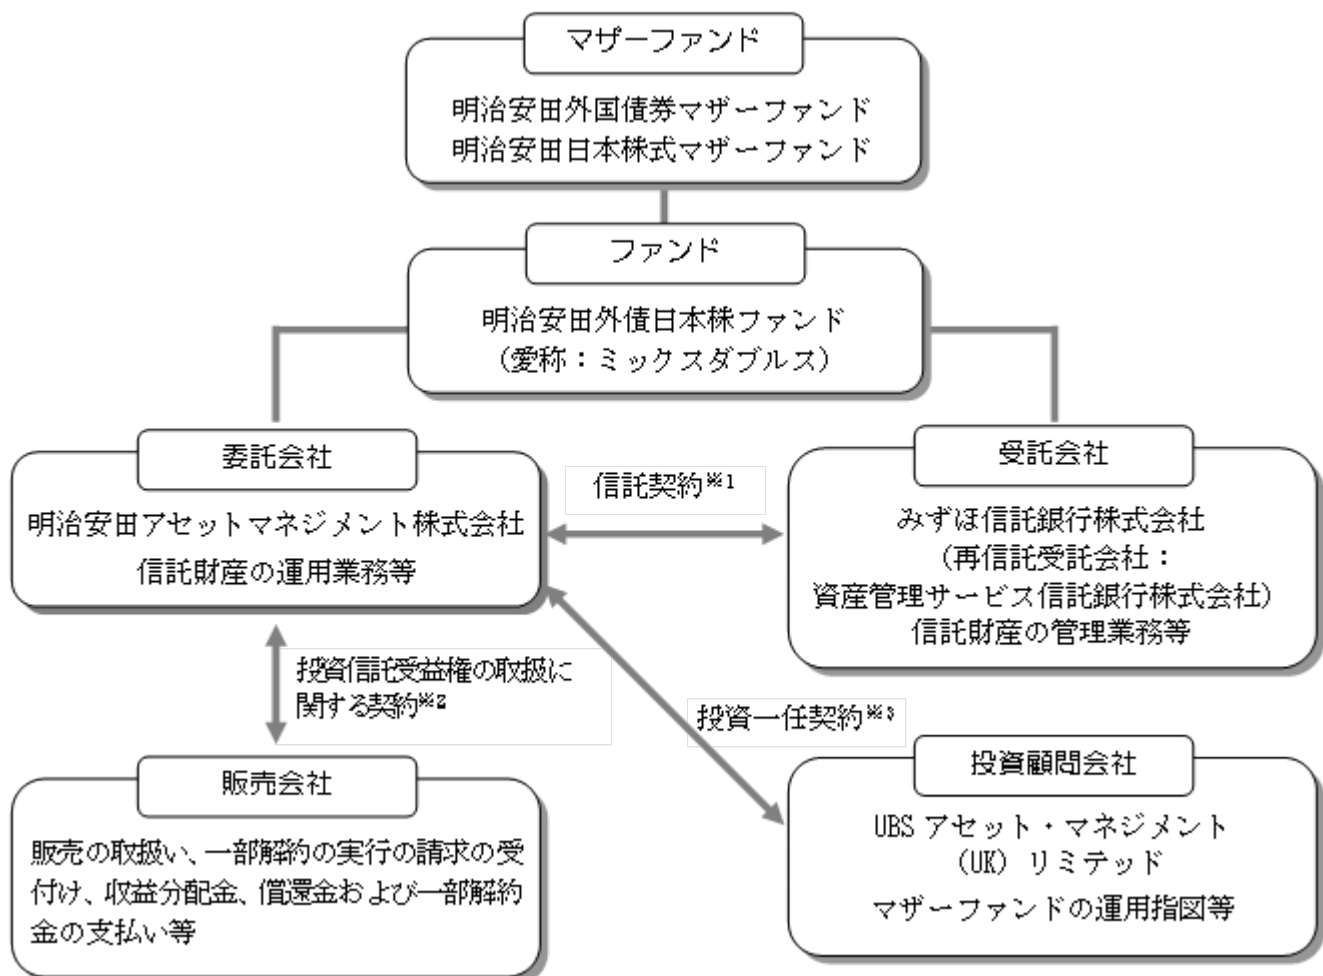 マザーファンド
明治安田外国債券マザーファンド
明治安田日本株式マザーファンド
ファンド
明治安田外債日本株ファンド
（愛称：ミックスダブルス）
委託会社
明治安田アセットマネジメント株式会社
信託財産の運用業務等
信託契約※1
受託会社
みずほ信託銀行株式会社
（再信託受託会社：
資産管理サービス信託銀行株式会社）
信託財産の管理業務等
投資信託受益権の取扱に
関する契約※2
投資一任契約※3
販売会社
販売の取扱い、一部解約の実行の請求の受
付け、収益分配金、償還金および一部解約
金の支払い等
投資顧問会社
UBS アセット・マネジメント
（UK）リミテッド
マザーファンドの運用指図等